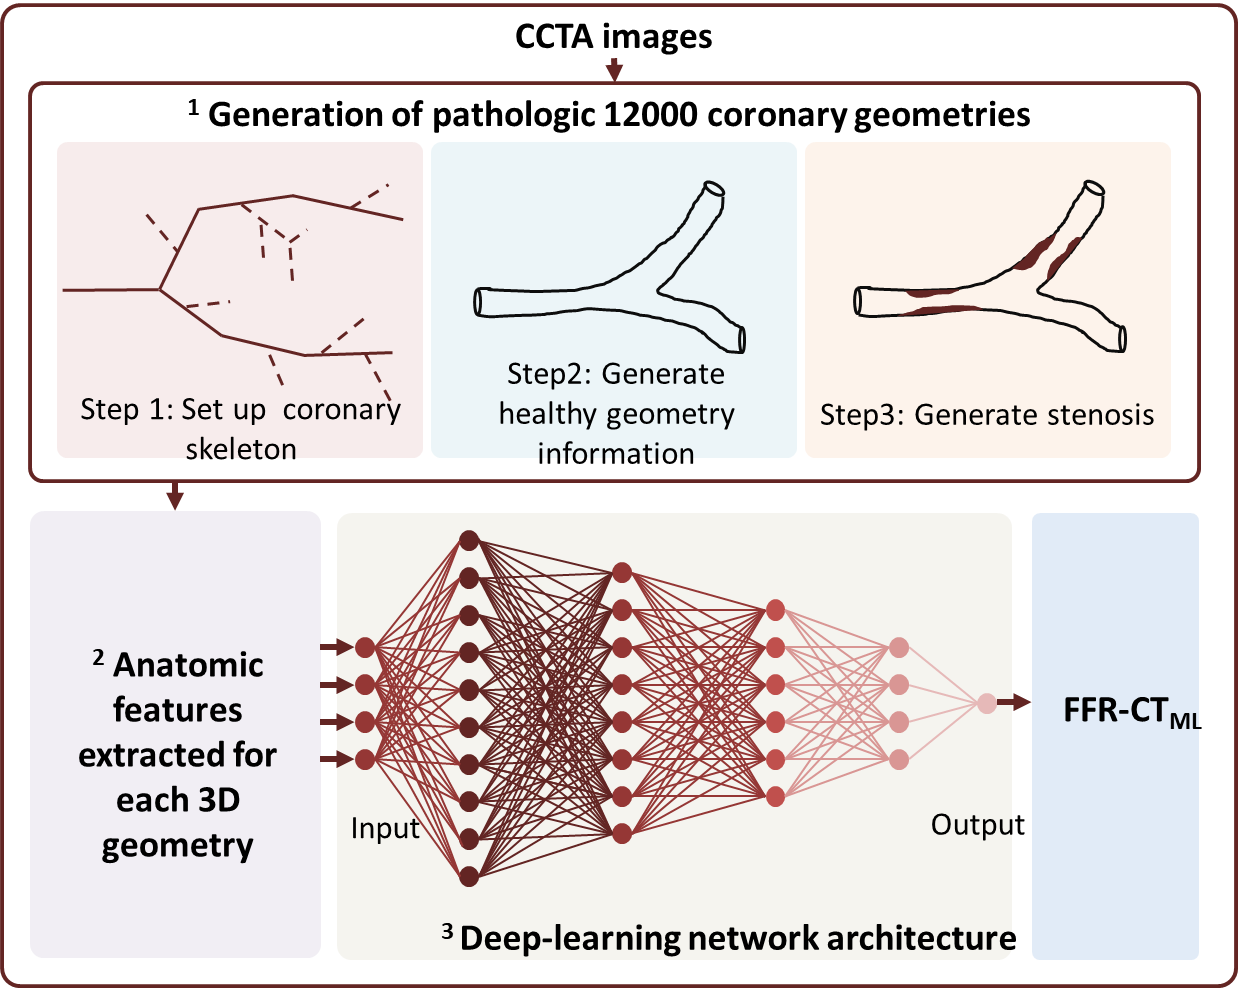 CCTA images
1 Generation of pathologic 12000 coronary geometries
Step 1: Set up coronary
skeleton
Step2: Generate
healthy geometry
information
Step3: Generate stenosis
2 Anatomic
features
extracted for
each 3D
geometry
Input
Output
3 Deep-learning network architecture
FFR-CTML